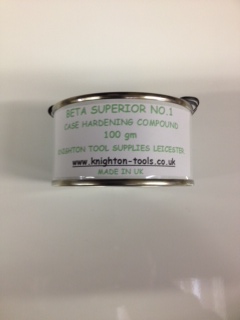 BETA SUPERIOR NO.1
CASE HARDENING COMPOUND
100 gm
KNIGHTON TOOL SUPPLIES LEICESTER
www.knighton-tools.co.uk
MADE IN UK